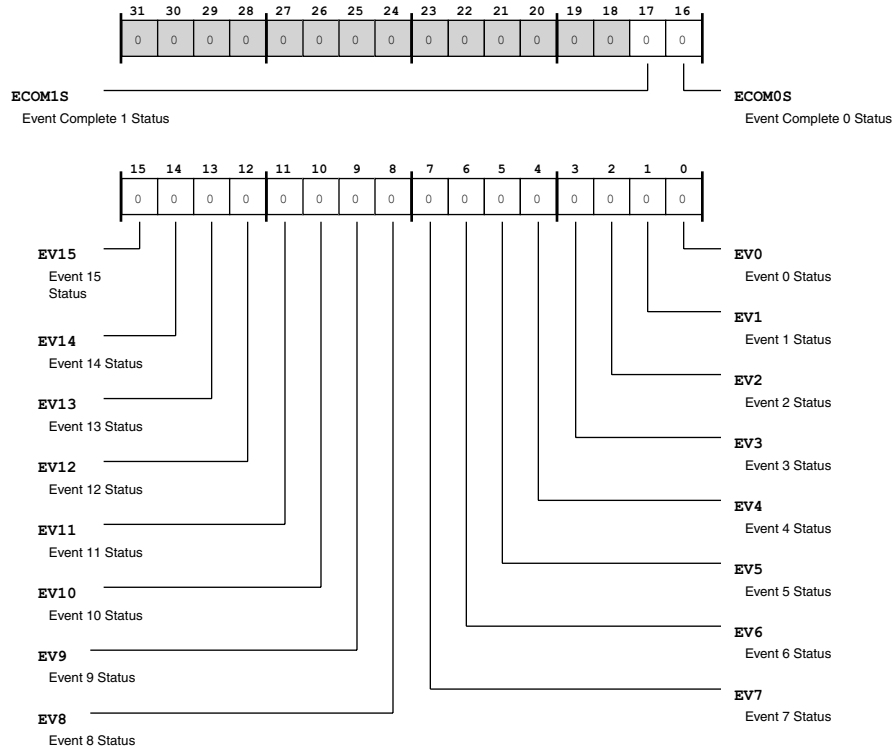 31 30 29 28 27 26 25 24 23 22 21 20 19 18 17 16
0 0 0 0 0 0 0 0 0 0 0 0 0 0 0 0
ECOM1S
Event Complete 1 Status
ECOM0S
Event Complete 0 Status
15 14 13 12 11 10 9 8 7 6 5 4 3 2 1 0
0 0 0 0 0 0 0 0 0 0 0 0 0 0 0 0
EV15
Event 15
Status
EV14
Event 14 Status
EV13
Event 13 Status
EV12
Event 12 Status
EV11
Event 11 Status
EV10
Event 10 Status
EV9
Event 9 Status
EV8
Event 8 Status
EV0
Event 0 Status
EV1
Event 1 Status
EV2
Event 2 Status
EV3
Event 3 Status
EV4
Event 4 Status
EV5
Event 5 Status
EV6
Event 6 Status
EV7
Event 7 Status